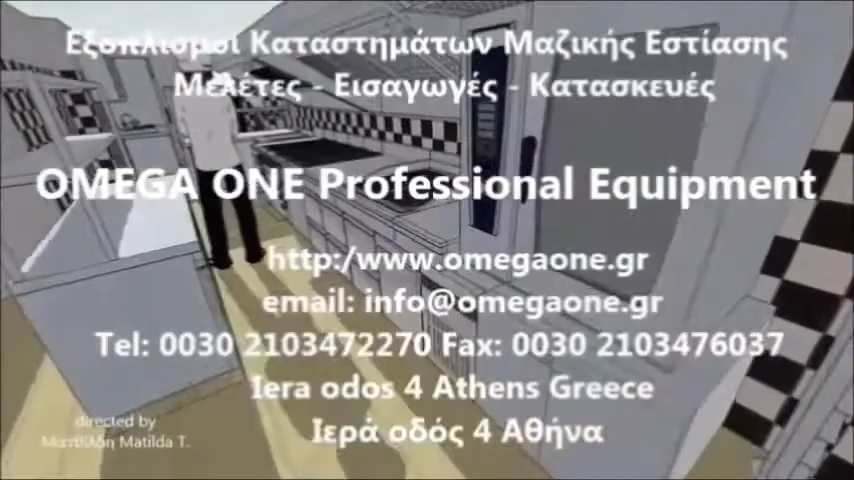 Εξοπλισμοί Καταστημάτων Μαζικής Εστίασης
Μελέτες - Εισαγωγές - Κατασκευές
OMEGA ONE Professional Equipment
http:/www.omegaone.gr
email: info@omegaone.gr
Tel: 0030 2103472270 Fax: 0030 2103476037
Iera odos 4 Athens Greece
Ιερά οδός 4 Αθήνα
directed by
Ματθίλδη Matilda T.